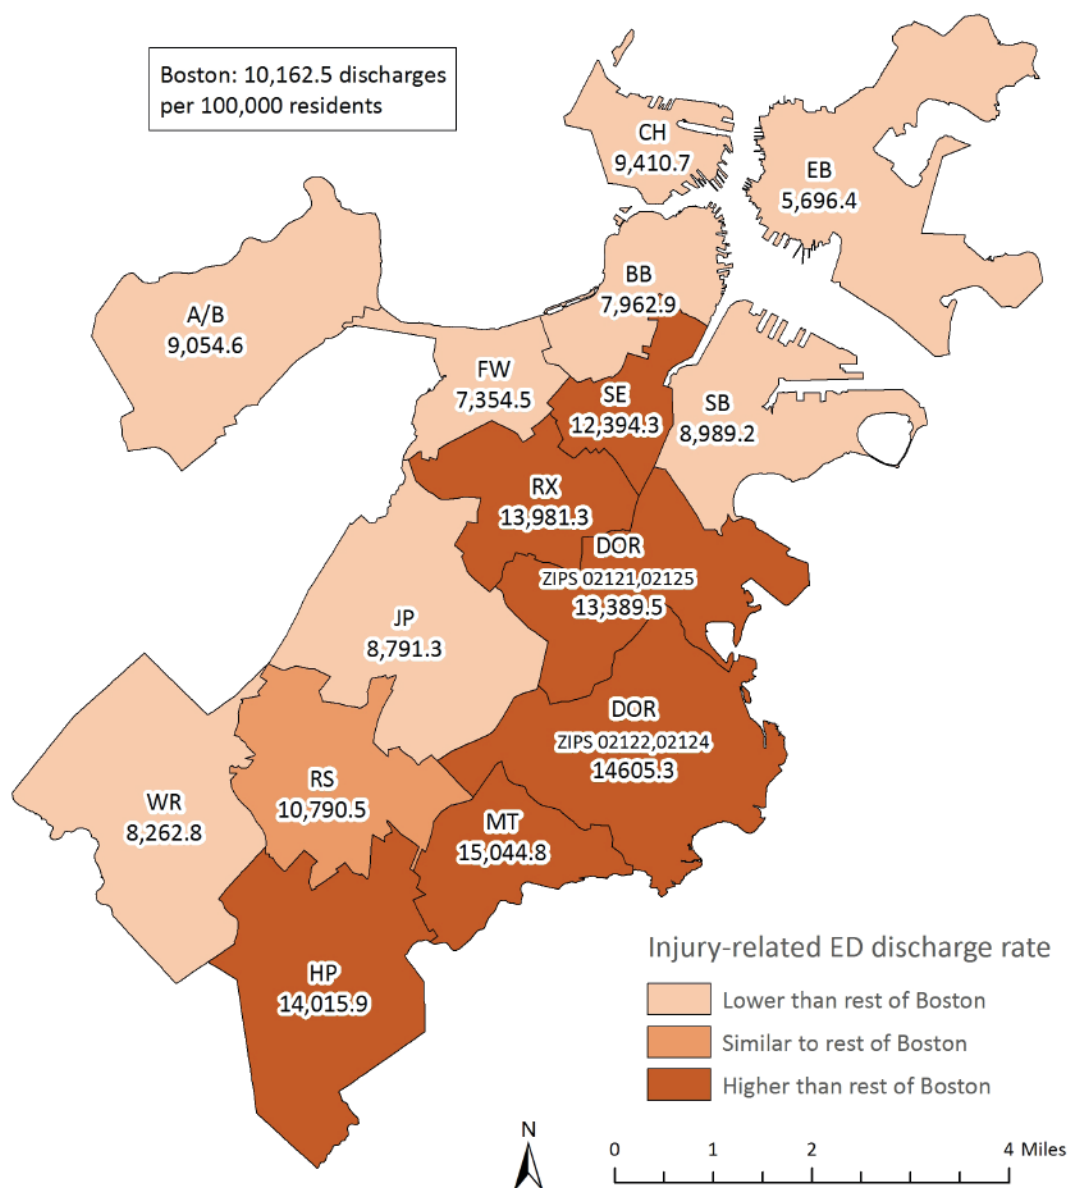 Boston: 10,162.5 discharges
per 100,000 residents
CH
9,410.7
EB
5,696.4
BB
7,962.9
A/B
9,054.6
FW
7,354.5
SE
12,394.3
SB
8,989.2
RX
13,981.3
DOR
ZIPS 02121,02125
13,389.5
JP
8,791.3
DOR
ZIPS 02122,02124
14605.3
RS
10,790.5
WR
8,262.8
MT
15,044.8
HP
14,015.9
Injury-related ED discharge rate
Lower than rest of Boston
Similar to rest of Boston
Higher than rest of Boston
N
0 1 2 4 Miles